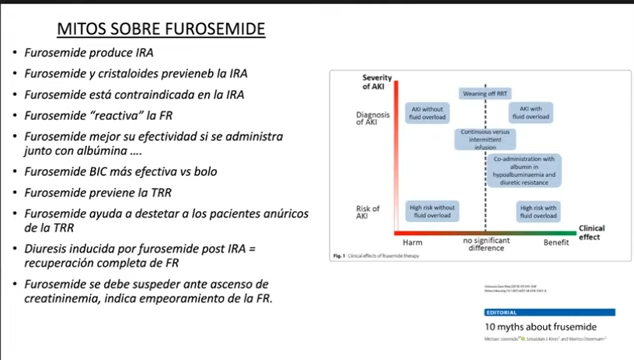 MITOS SOBRE FUROSEMIDE
• Furosemide produce IRA
• Furosemide y cristaloides previeneb la IRA
• Furosemide está contraindicada en la IRA
• Furosemide “reactiva” la FR
• Furosemide mejor su efectividad si se administra
junto con albúmina ....
• Furosemide BIC más efectiva vs bolo
• Furosemide previene la TRR
• Furosemide ayuda a destetar a los pacientes anúricos
de la TRR
• Diuresis inducida por furosemide post IRA =
recuperación completa de FR
• Furosemide se debe suspeder ante ascenso de
creatininemia, indica empeoramiento de la FR.
Severity
of AKI
Diagnosis
of AKI
Risk of
AKI
Weaning off RRT
AKI without
fluid overload
AKI with
fluid overload
Continuous versus
intermittent
infusion
Co-administration with
albumin in
hypoalbuminaemia and
diuretic resistance
High risk without
fluid overload
High risk with
fluid overload
Clinical
effect
Harm
no significant
difference
Benefit
Fig. 1 Clinical effects of frusemide therapy
EDITORIAL
10 myths about frusemide